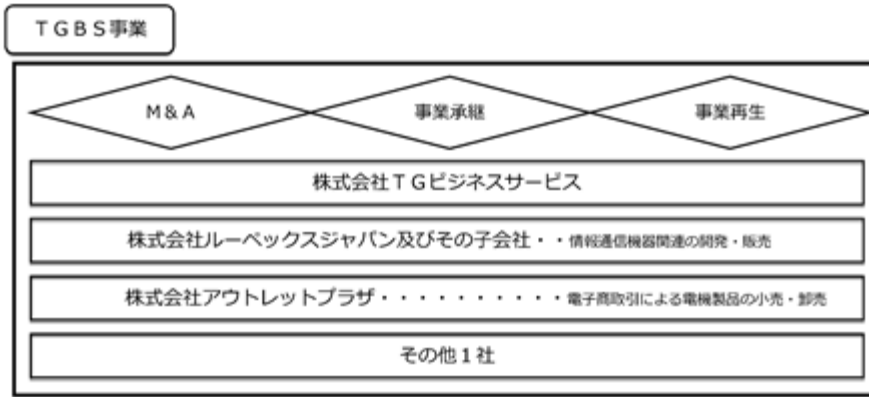 TGBS事業
M&A 事業承継 事業再生
株式会社TGビジネスサービス
株式会社ルーペックスジャパン及びその子会社・・情報通信機器関連の開発・販売
株式会社アウトレットプラザ・・・・・・・・・・電子商取引による電機製品の小売・卸売
その他1社